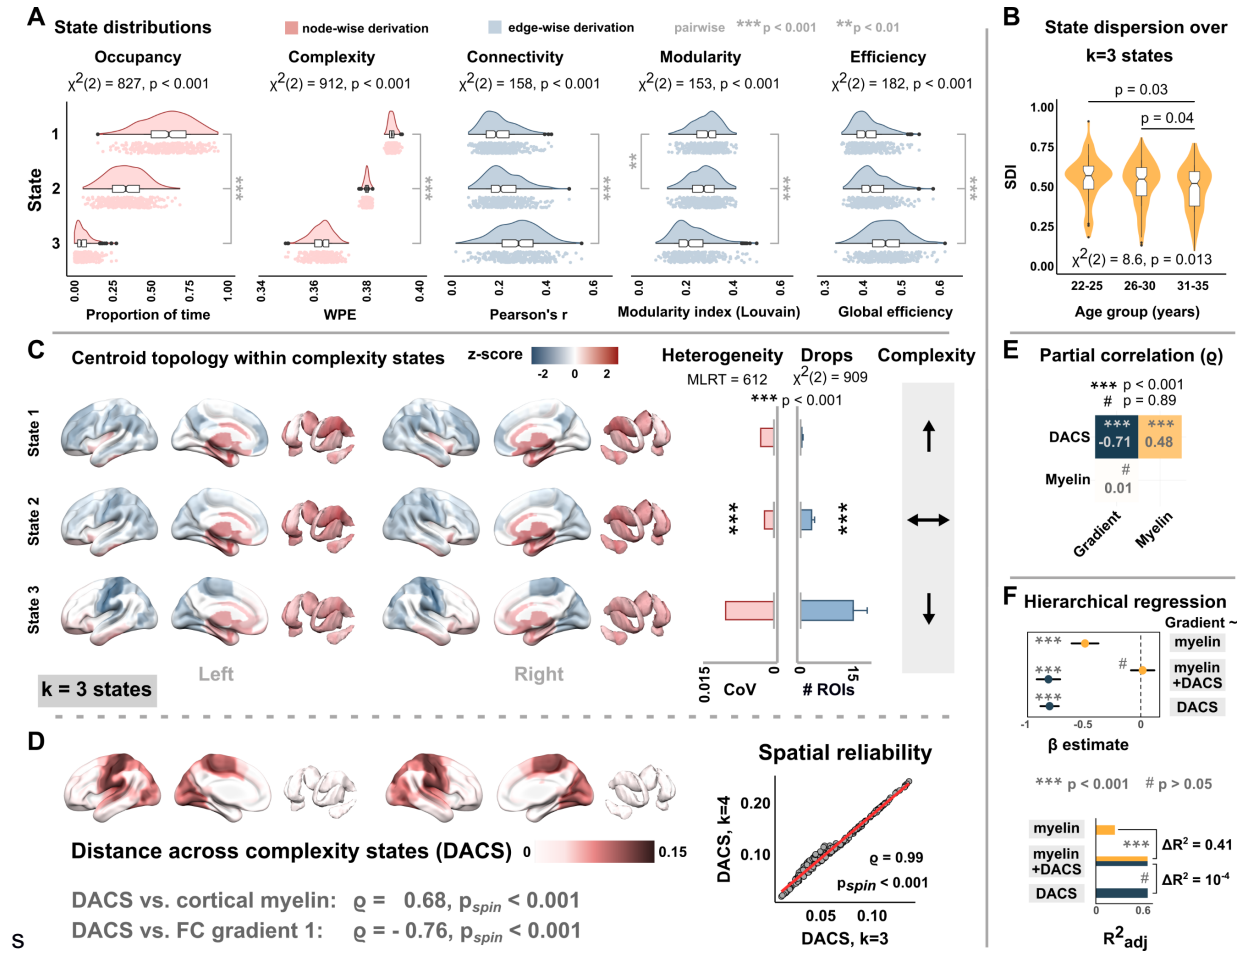 A
State distributions
node-wise derivation
edge-wise derivation
pairwise ***p < 0.001 **p < 0.01
Occupancy
Complexity
Connectivity
Modularity
Efficiency
χ2(2) = 827, p < 0.001
χ2(2) = 912, p < 0.001
χ2(2) = 158, p < 0.001
χ2(2) = 153, p < 0.001
χ2(2) = 182, p < 0.001
State
1
2
3
***
***
***
**
***
***
0.00 0.25 0.50 0.75 1.00
0.34 0.36 0.38 0.40
0.0 0.2 0.4 0.6
0.0 0.2 0.4 0.6
0.3 0.4 0.5 0.6
Proportion of time
WPE
Pearson's r
Modularity index (Louvain)
Global efficiency
B
State dispersion over
k=3 states
p = 0.03
p = 0.04
SDI
1.00
0.75
0.50
0.25
0.00
χ2(2) = 8.6, p = 0.013
22-25 26-30 31-35
Age group (years)
C
Centroid topology within complexity states
z-score
-2 0 2
Heterogeneity
Drops
Complexity
MLRT = 612
χ2(2) = 909
*** p < 0.001
State 1
State 2
State 3
***
***
Left
Right
k = 3 states
0.015 0
CoV
0 15
# ROIs
D
Distance across complexity states (DACS)
0 0.15
DACS vs. cortical myelin: ϱ = 0.68, pspin < 0.001
DACS vs. FC gradient 1: ϱ = - 0.76, pspin < 0.001
Spatial reliability
DACS, k=4
0.20
0.10
ϱ = 0.99
pspin < 0.001
0.05 0.10
DACS, k=3
E
Partial correlation (ϱ)
*** p < 0.001
# p = 0.89
DACS
***
-0.71
***
0.48
Myelin
#
0.01
Gradient
Myelin
F
Hierarchical regression
Gradient ~
***
myelin
***
#
myelin
+DACS
***
DACS
-1 -0.5 0
β estimate
*** p < 0.001 # p > 0.05
myelin
***
ΔR2 = 0.41
myelin
+DACS
#
ΔR2 = 10-4
DACS
0 0.6
R2adj
S